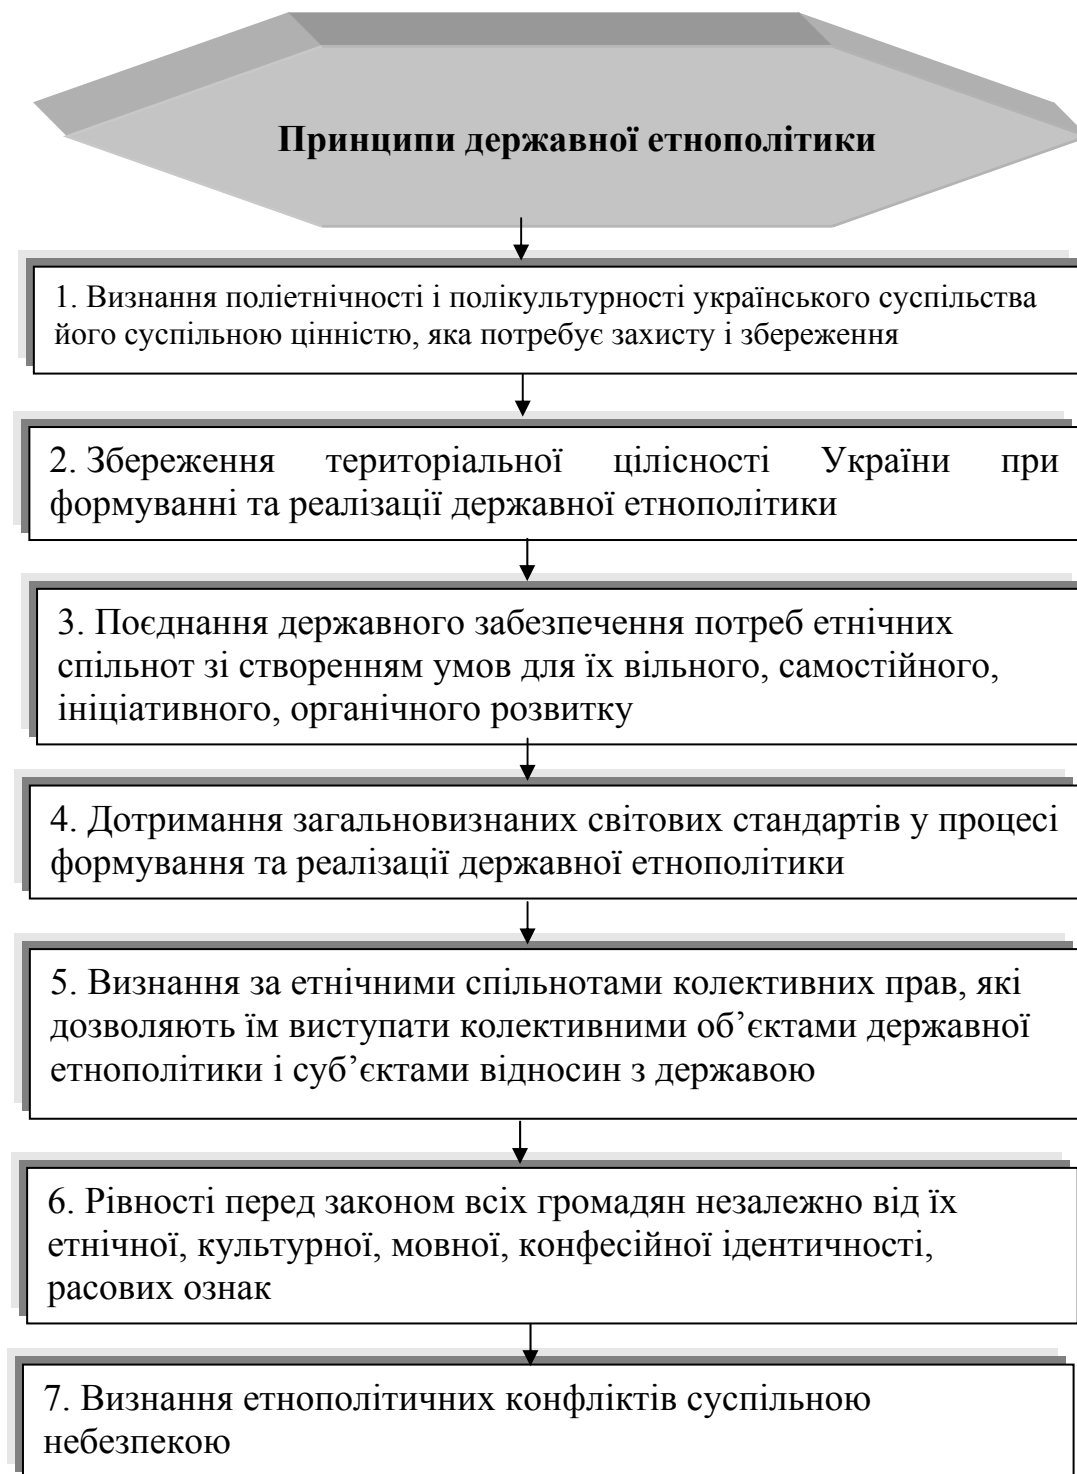 Принципи державної етнополітики
1. Визнання поліетнічності і полікультурності українського суспільства
його суспільною цінністю, яка потребує захисту і збереження
2. Збереження територіальної цілісності України при
формуванні та реалізації державної етнополітики
3. Поєднання державного забезпечення потреб етнічних
спільнот зі створенням умов для їх вільного, самостійного,
ініціативного, органічного розвитку
4. Дотримання загальновизнаних світових стандартів у процесі
формування та реалізації державної етнополітики
5. Визнання за етнічними спільнотами колективних прав, які
дозволяють їм виступати колективними об’єктами державної
етнополітики і суб’єктами відносин з державою
6. Рівності перед законом всіх громадян незалежно від їх
етнічної, культурної, мовної, конфесійної ідентичності,
расових ознак
7. Визнання етнополітичних конфліктів суспільною
небезпекою